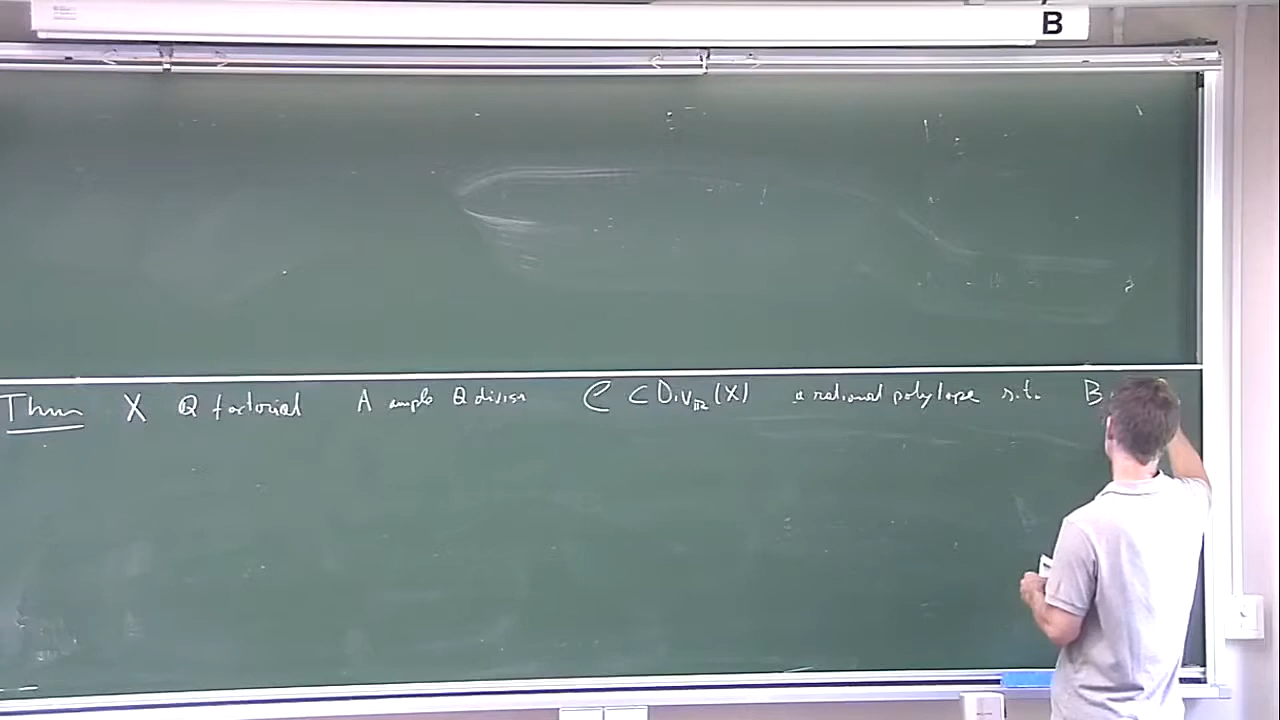 B
Thm X Q factorial A ample Q divisor C ⊂ Div_R(X) a rational polytope s.t. B